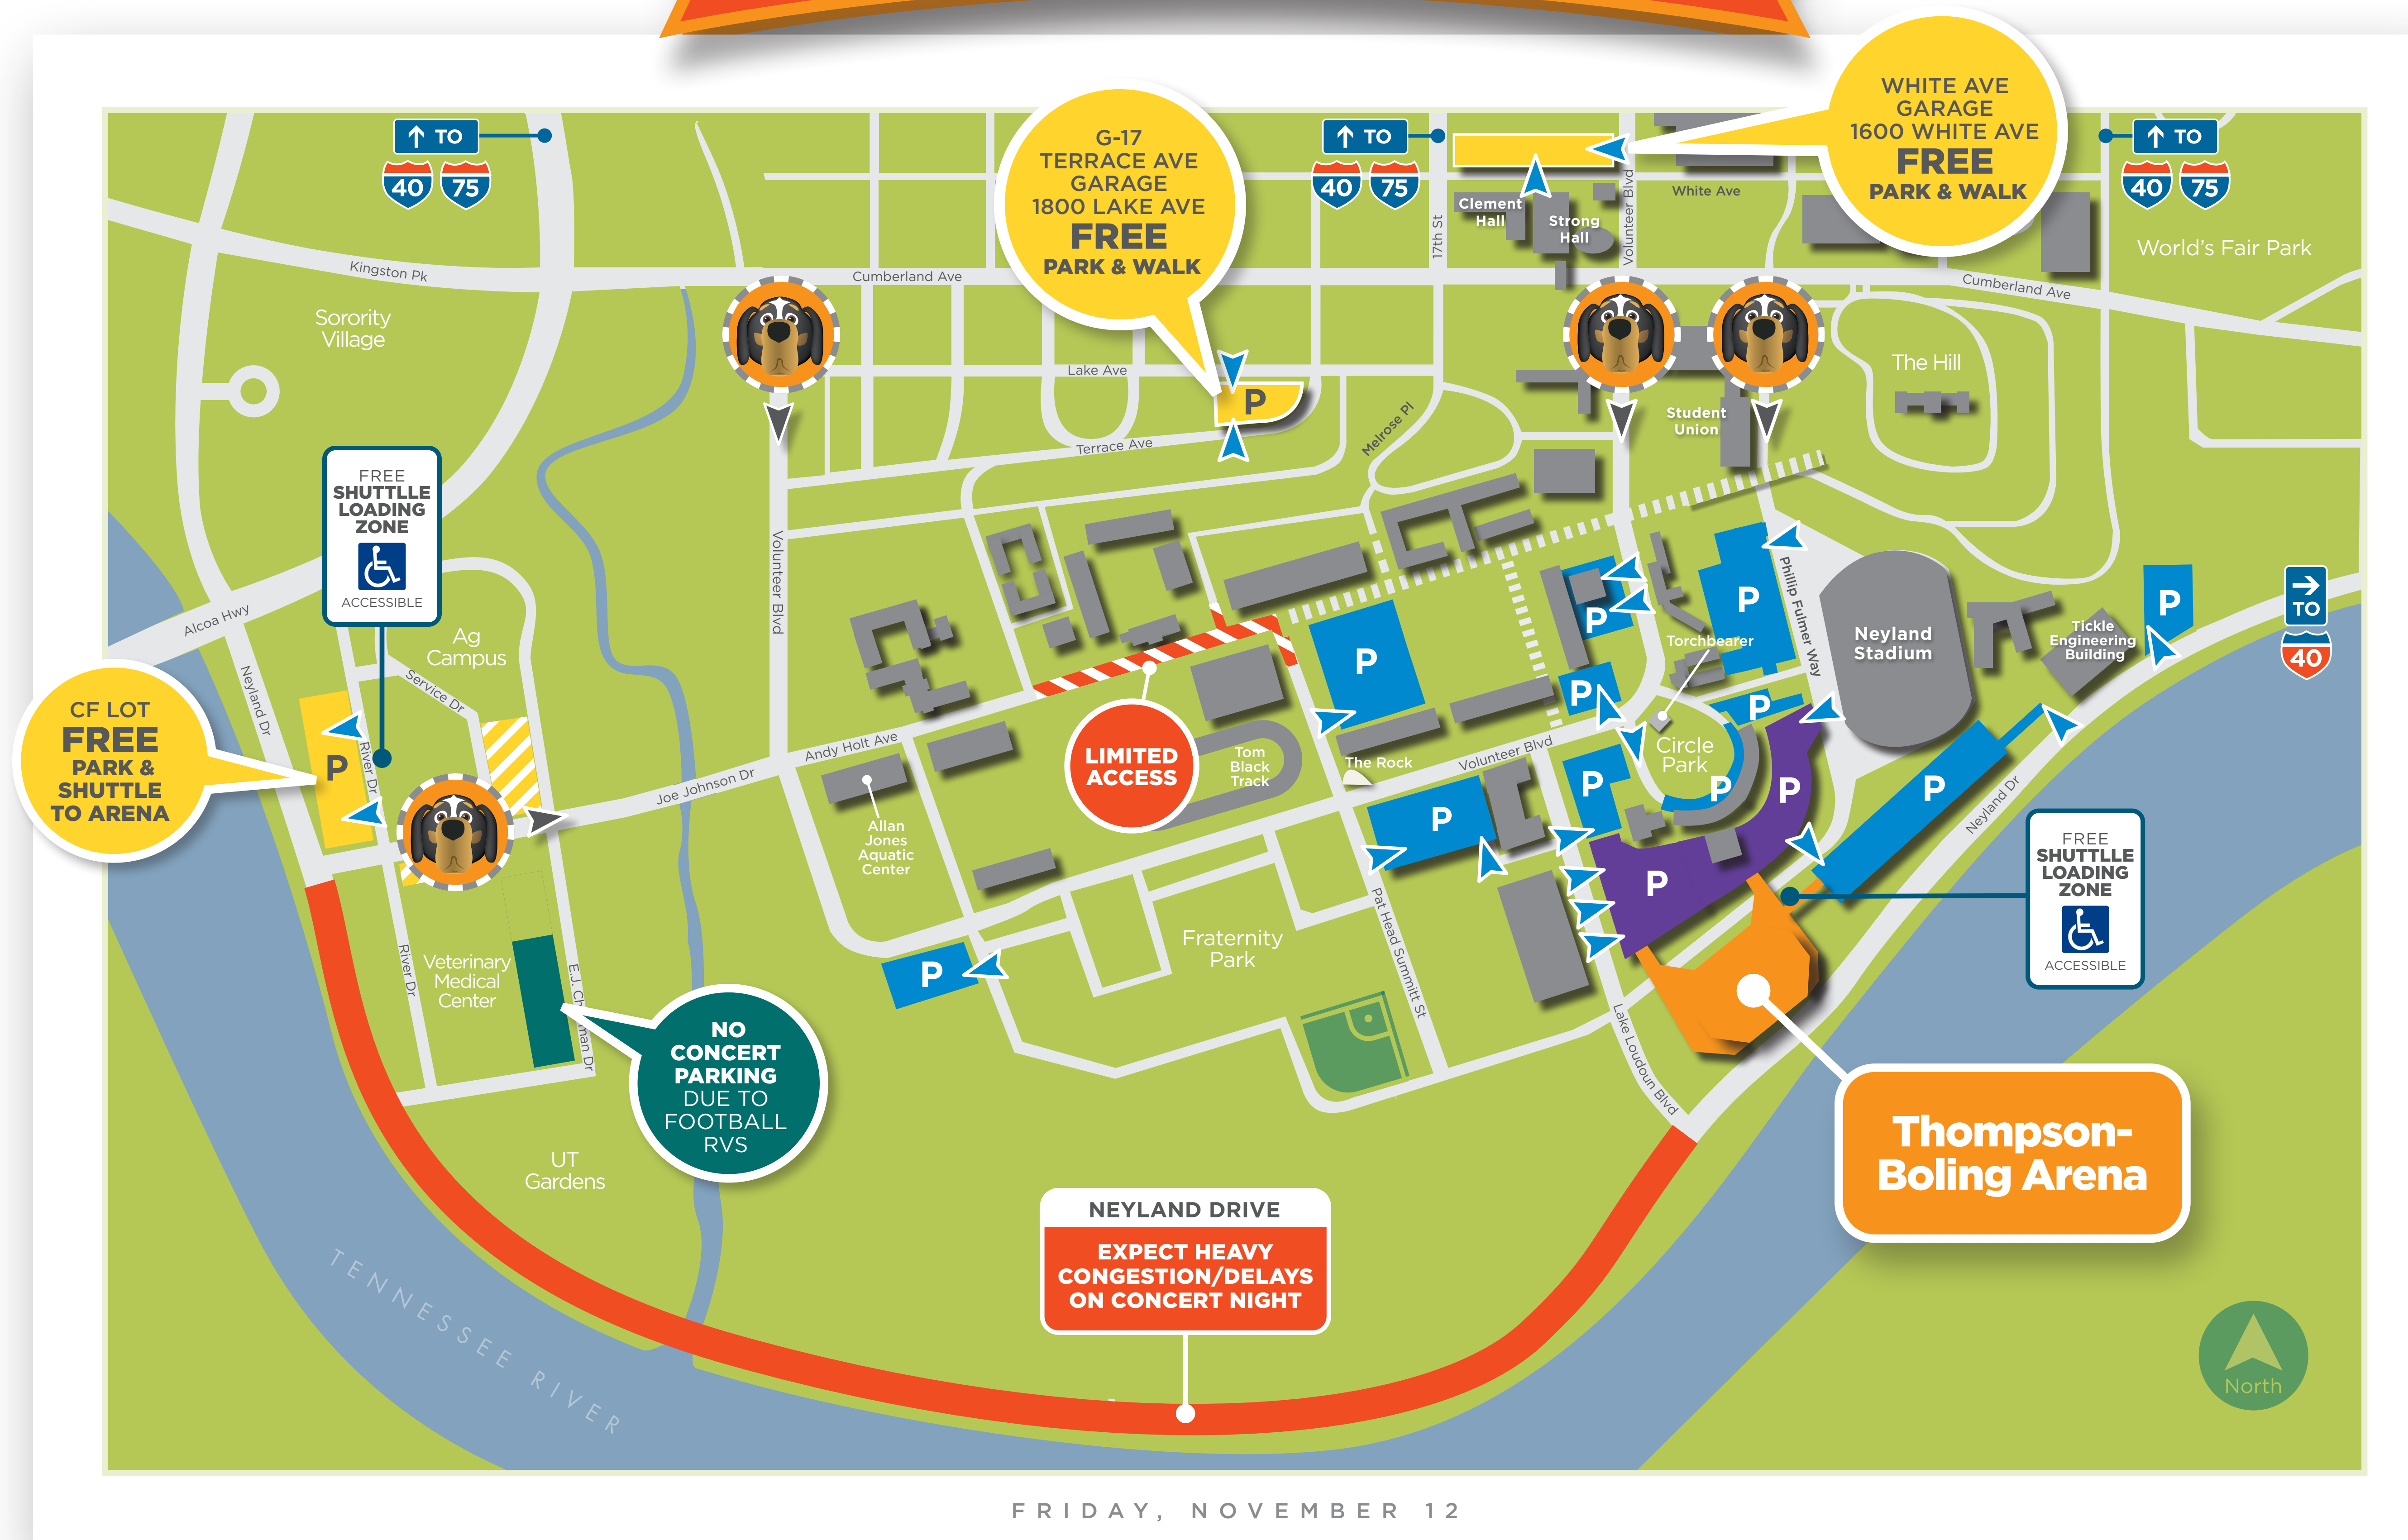 WHITE AVE
GARAGE
1600 WHITE AVE
FREE
PARK & WALK
G-17
TERRACE AVE
GARAGE
1800 LAKE AVE
FREE
PARK & WALK
↑ TO
40 75
↑ TO
40 75
↑ TO
40 75
Clement
Hall
Strong
Hall
White Ave
Volunteer Blvd
17th St
World's Fair Park
Kingston Pk
Cumberland Ave
Cumberland Ave
Sorority
Village
Lake Ave
P
Terrace Ave
Melrose Pl
Student
Union
The Hill
FREE
SHUTTLLE
LOADING
ZONE
ACCESSIBLE
Alcoa Hwy
Ag
Campus
Service Dr
Neyland Dr
River Dr
Volunteer Blvd
CF LOT
FREE
PARK &
SHUTTLE
TO ARENA
P
Joe Johnson Dr
Andy Holt Ave
LIMITED
ACCESS
Tom
Black
Track
The Rock
Volunteer Blvd
P
P
P
P
Torchbearer
Phillip Fulmer Way
Neyland
Stadium
Tickle
Engineering
Building
P
→
TO
40
Circle
Park
P
P
P
P
P
P
P
P
Neyland Dr
Allan
Jones
Aquatic
Center
Fraternity
Park
P
Pat Head Summitt St
Lake Loudoun Blvd
FREE
SHUTTLLE
LOADING
ZONE
ACCESSIBLE
River Dr
Veterinary
Medical
Center
E.J. Ch
man Dr
NO
CONCERT
PARKING
DUE TO
FOOTBALL
RVS
UT
Gardens
Thompson-
Boling Arena
NEYLAND DRIVE
EXPECT HEAVY
CONGESTION/DELAYS
ON CONCERT NIGHT
TENNESSEE RIVER
North
FRIDAY, NOVEMBER 12